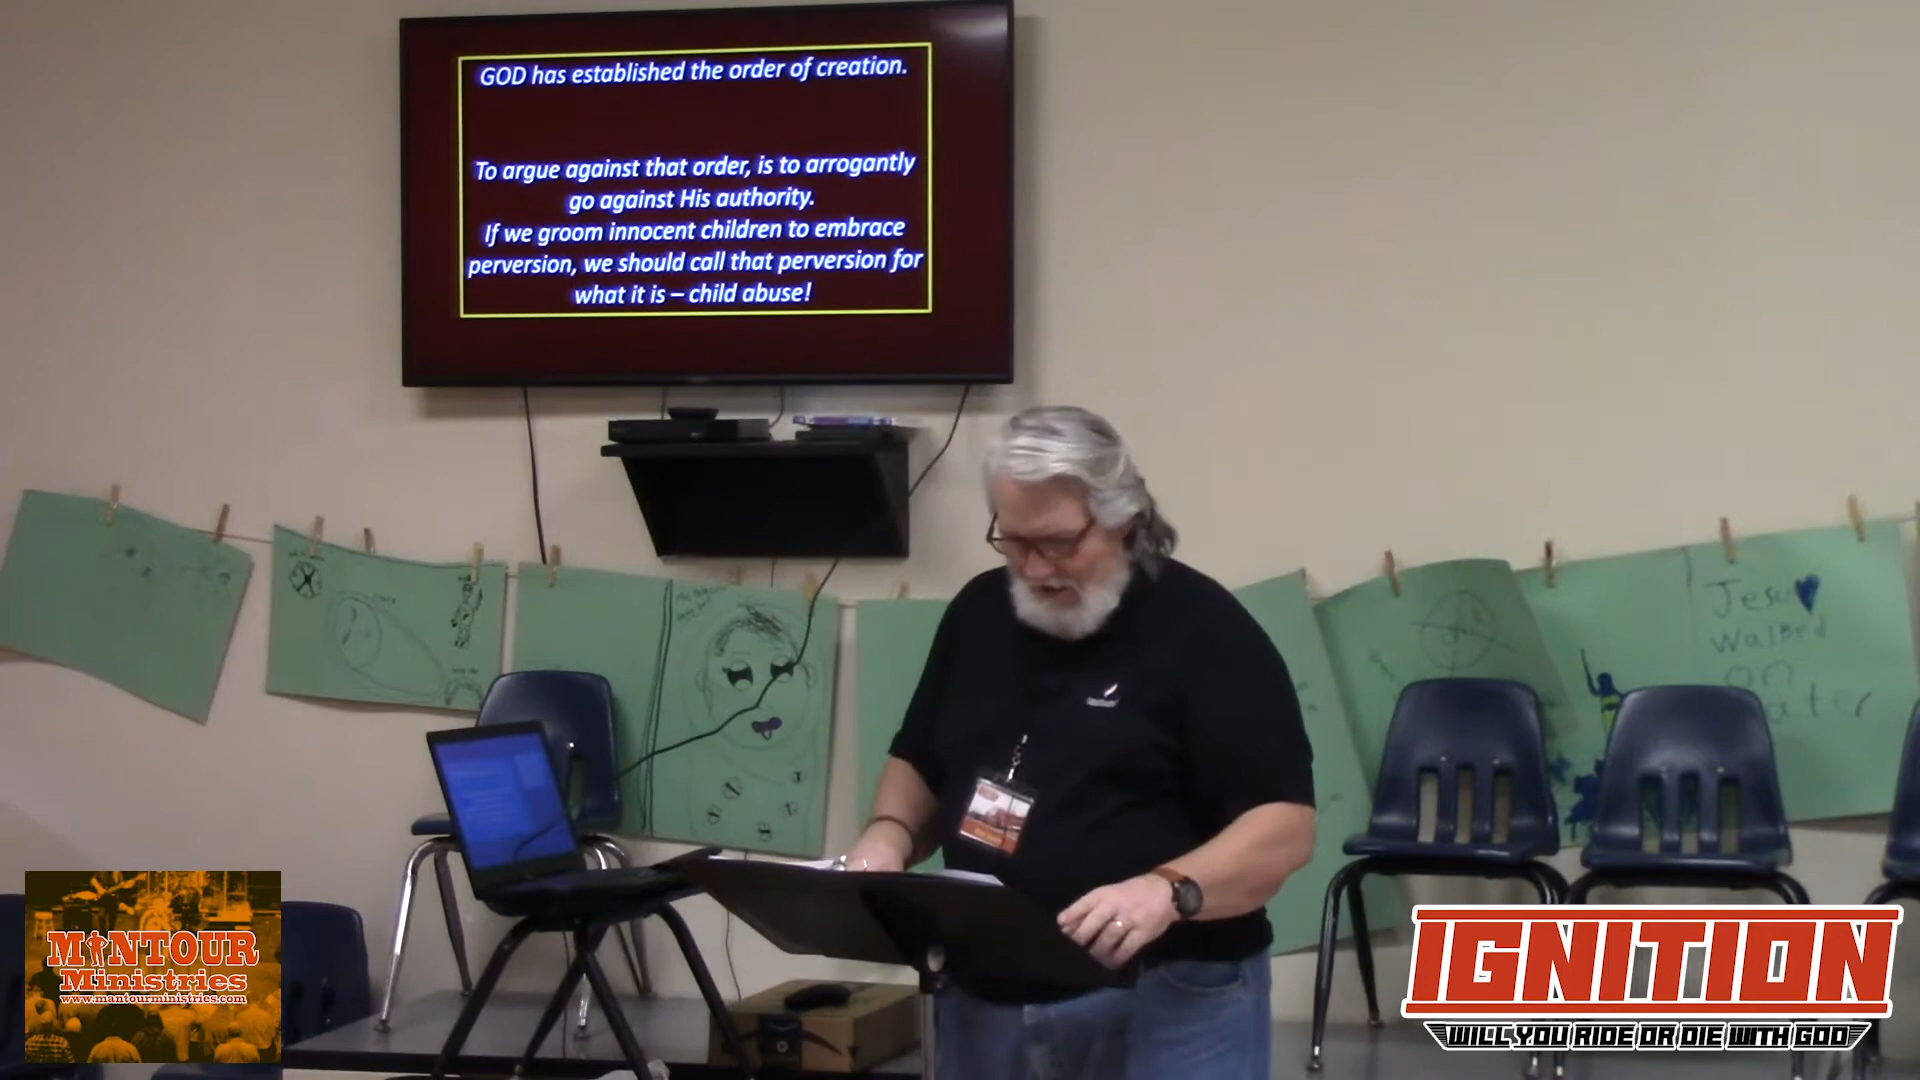 GOD has established the order of creation.
To argue against that order, is to arrogantly
go against His authority.
If we groom innocent children to embrace
perversion, we should call that perversion for
what it is – child abuse!
Jesus
Walked
on
water
MANTOUR
Ministries
www.mantourministries.com
IGNITION
WILL YOU RIDE OR DIE WITH GOD